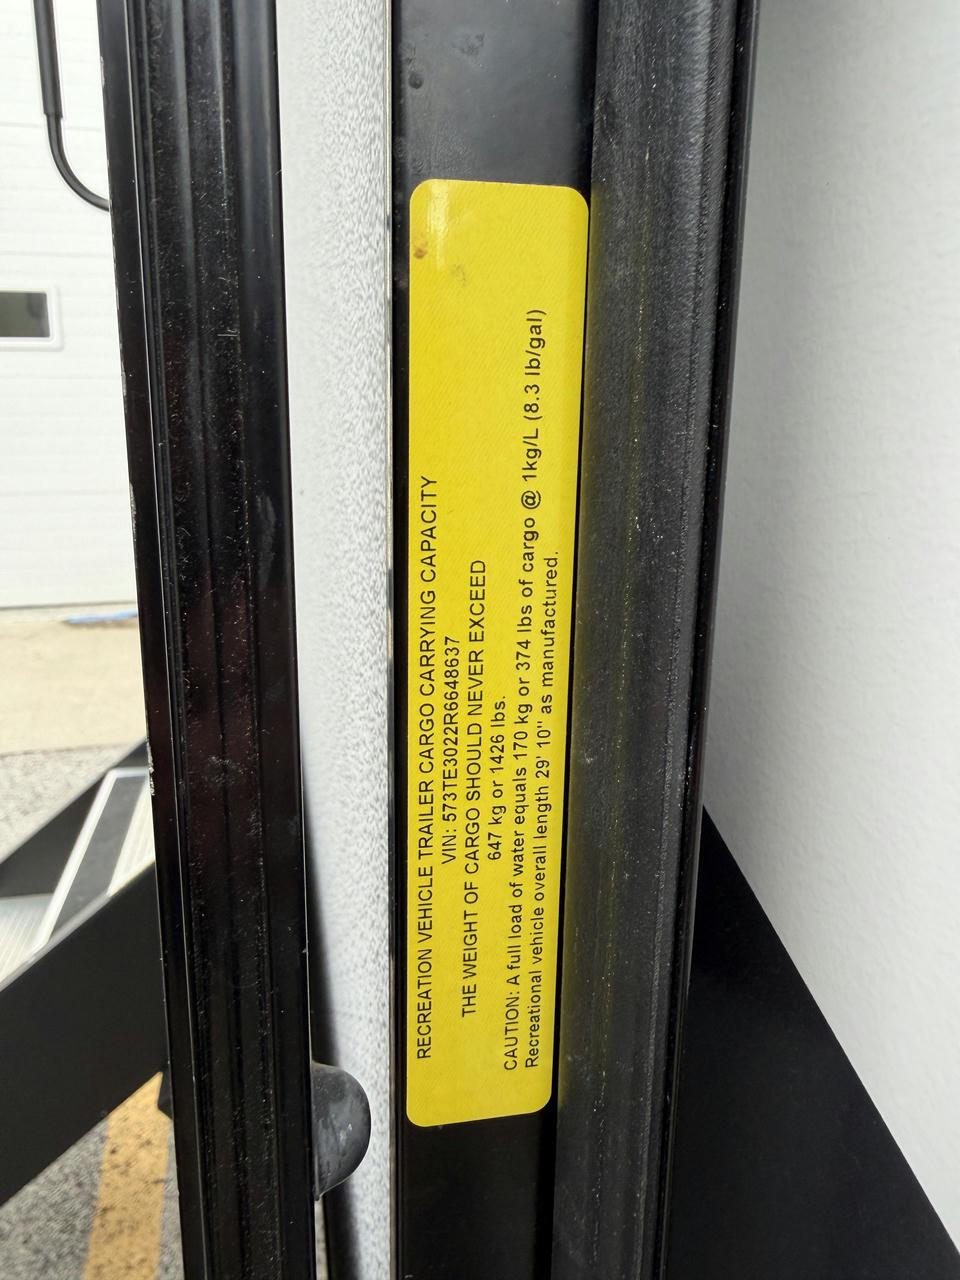 RECREATION VEHICLE TRAILER CARGO CARRYING CAPACITY
VIN: 573TE3022R6648637
THE WEIGHT OF CARGO SHOULD NEVER EXCEED
647 kg or 1426 lbs.
CAUTION: A full load of water equals 170 kg or 374 lbs of cargo @ 1kg/L (8.3 lb/gal)
Recreational vehicle overall length 29' 10" as manufactured.